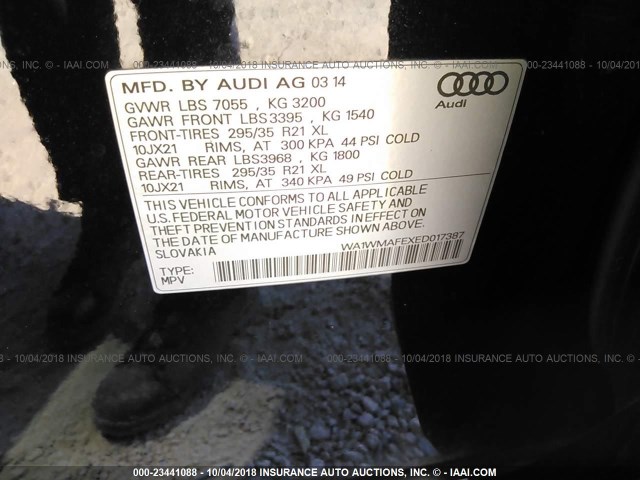 MFD. BY AUDI AG 03 14
GVWR LBS 7055 , KG 3200
GAWR FRONT LBS3395 , KG 1540
FRONT-TIRES 295/35 R21 XL
10JX21 RIMS, AT 300 KPA 44 PSI COLD
GAWR REAR LBS3968 , KG 1800
REAR-TIRES 295/35 R21 XL
10JX21 RIMS, AT 340 KPA 49 PSI COLD
THIS VEHICLE CONFORMS TO ALL APPLICABLE
U.S. FEDERAL MOTOR VEHICLE SAFETY AND
THEFT PREVENTION STANDARDS IN EFFECT ON
THE DATE OF MANUFACTURE SHOWN ABOVE.
SLOVAKIA
WA1WMAFEXED017387
TYPE:
MPV
Audi
000-23441088 - 10/04/2018 INSURANCE AUTO AUCTIONS, INC. - © IAAI.COM